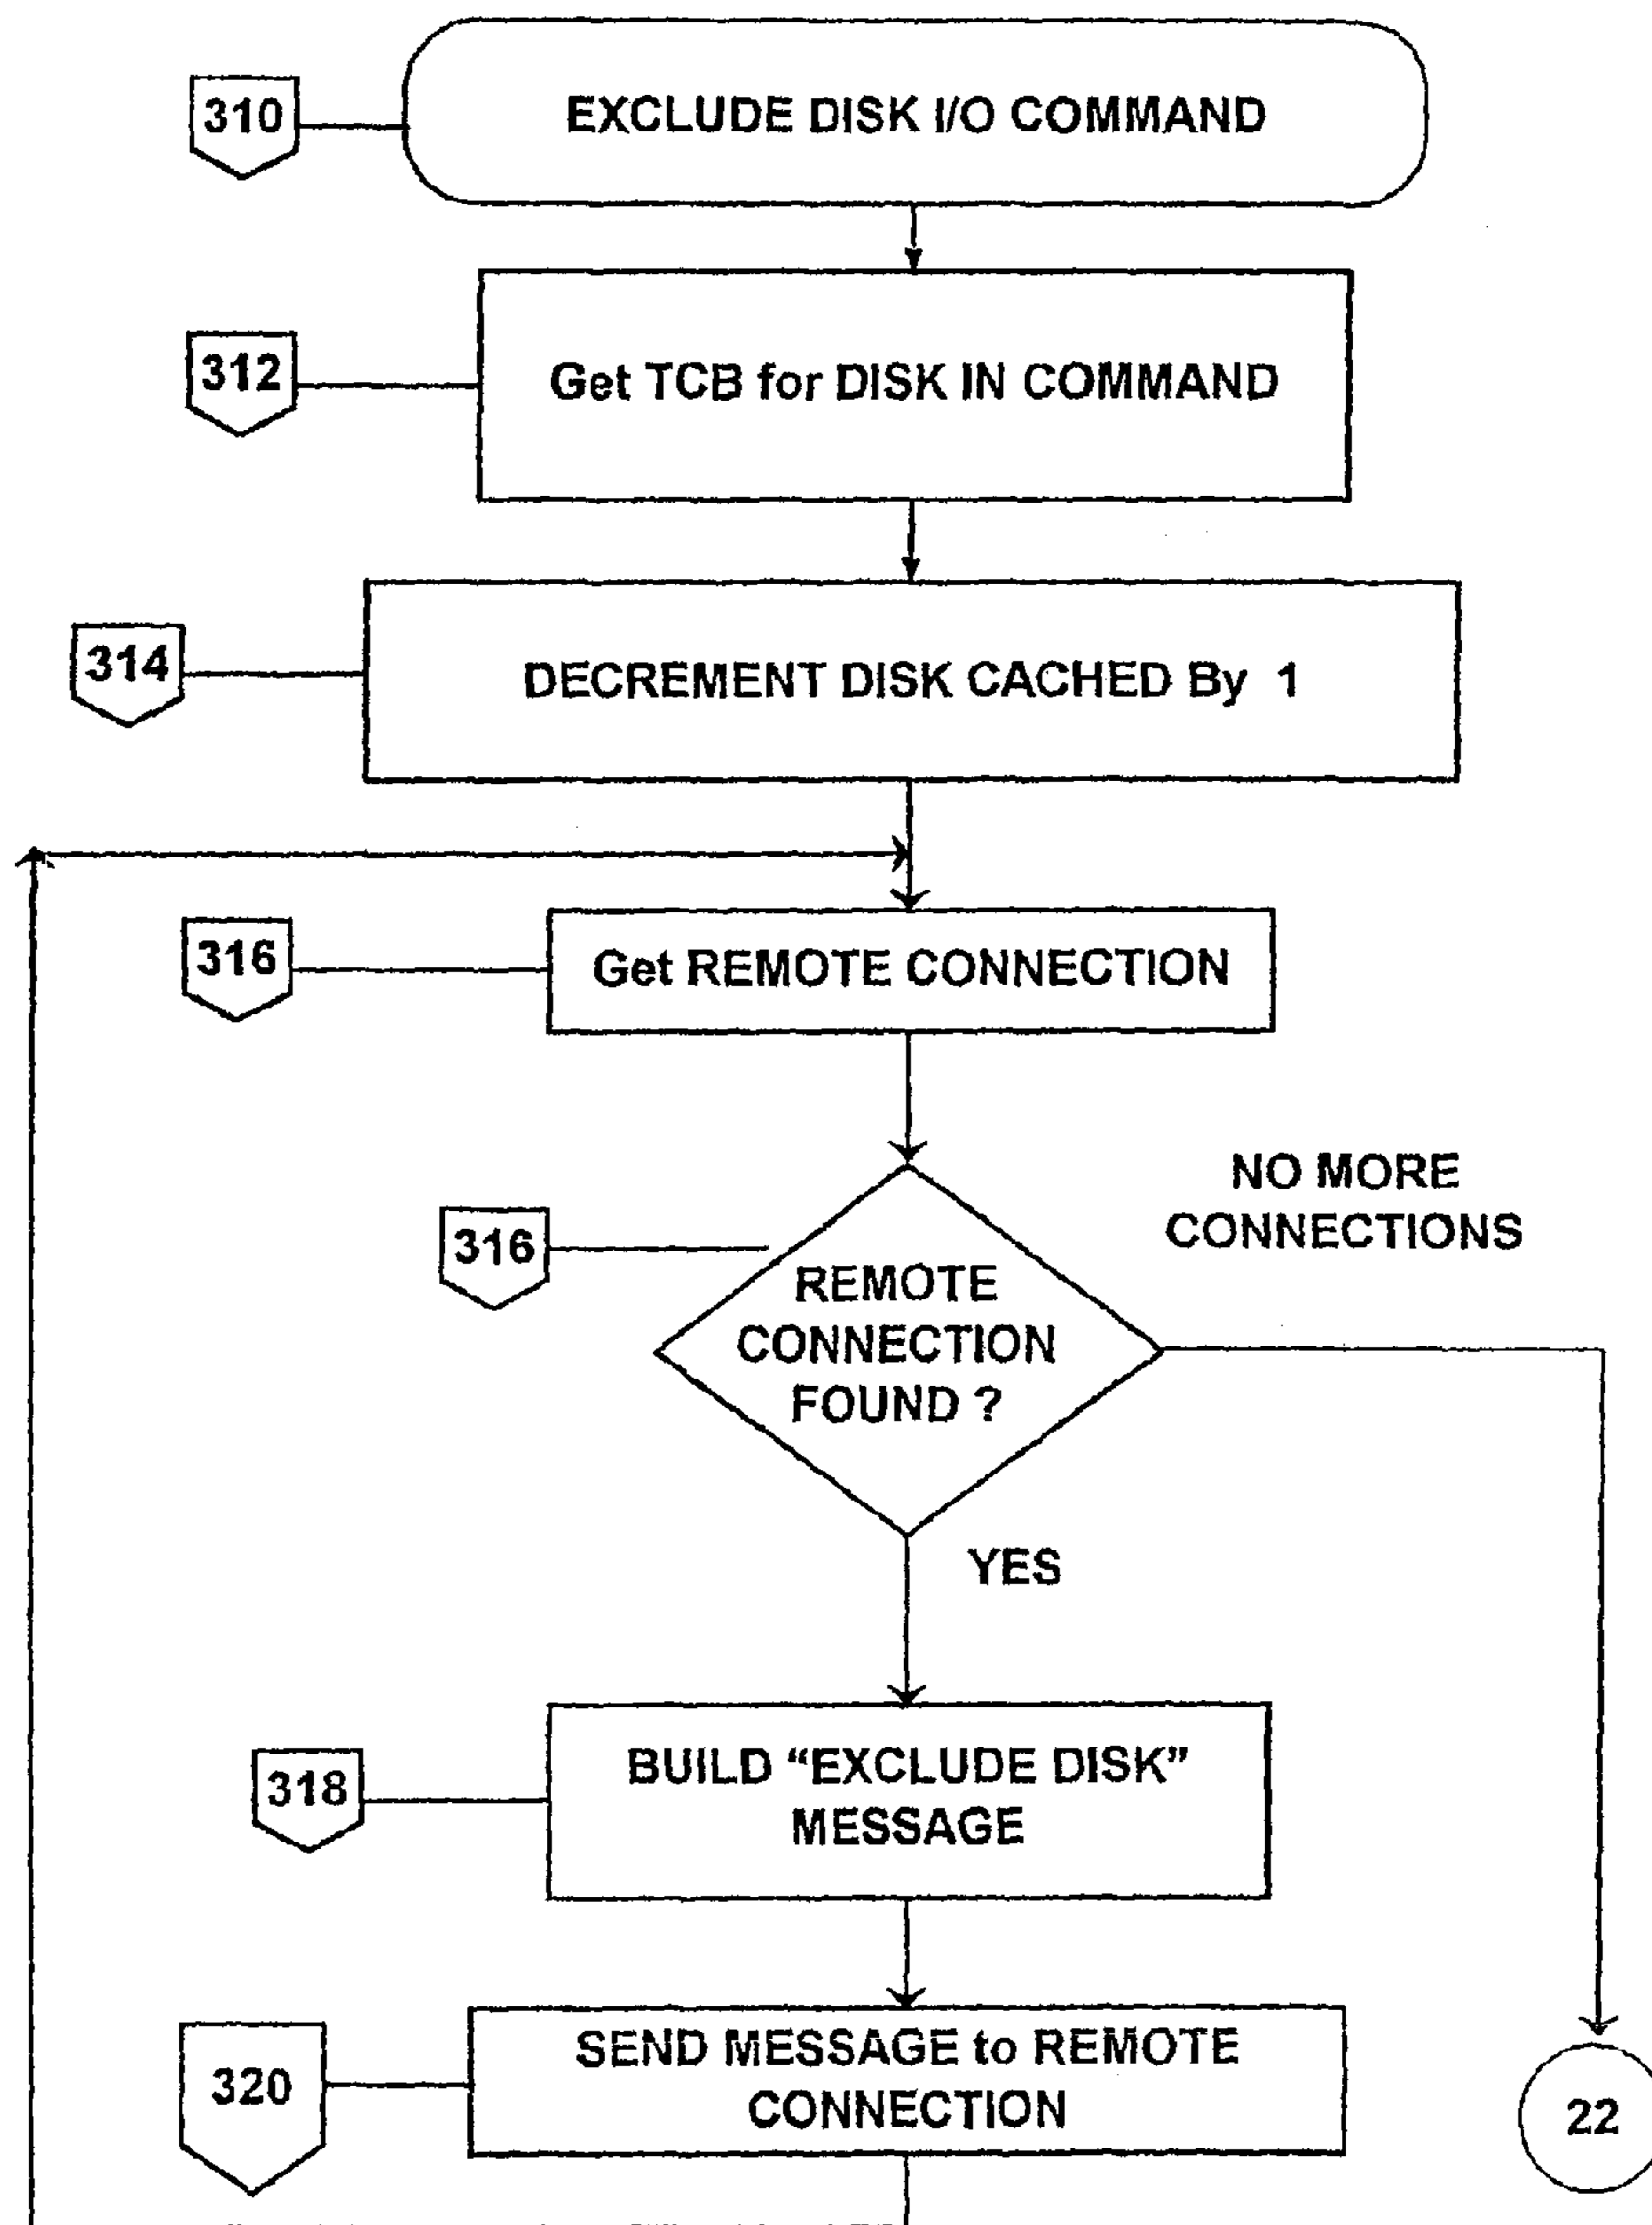 310
EXCLUDE DISK I/O COMMAND
312
Get TCB for DISK IN COMMAND
314
DECREMENT DISK CACHED By 1
316
Get REMOTE CONNECTION
NO MORE
CONNECTIONS
316
REMOTE
CONNECTION
FOUND ?
YES
318
BUILD “EXCLUDE DISK”
MESSAGE
320
SEND MESSAGE to REMOTE
CONNECTION
22